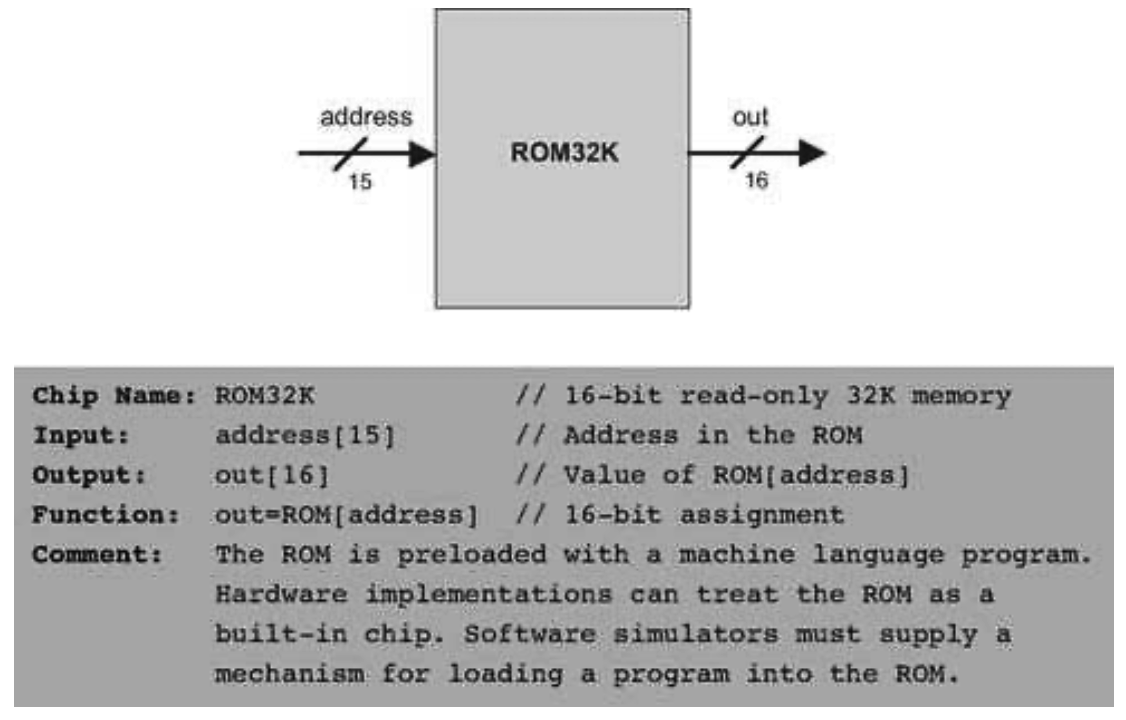 address
out
ROM32K
15
16
Chip Name: ROM32K // 16-bit read-only 32K memory
Input: address[15] // Address in the ROM
Output: out[16] // Value of ROM[address]
Function: out=ROM[address] // 16-bit assignment
Comment: The ROM is preloaded with a machine language program.
Hardware implementations can treat the ROM as a
built-in chip. Software simulators must supply a
mechanism for loading a program into the ROM.